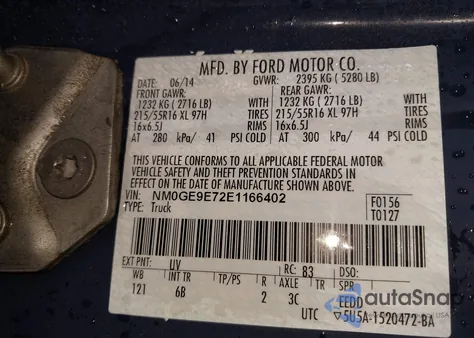 MFD. BY FORD MOTOR CO.
DATE: 06/14 GVWR: 2395 KG (5280 LB)
FRONT GAWR: REAR GAWR:
1232 KG (2716 LB) WITH 1232 KG (2716 LB) WITH
215/55R16 XL 97H TIRES 215/55R16 XL 97H TIRES
16x6.5J RIMS 16x6.5J RIMS
AT 280 kPa/ 41 PSI COLD AT 300 kPa/ 44 PSI COLD
THIS VEHICLE CONFORMS TO ALL APPLICABLE FEDERAL MOTOR
VEHICLE SAFETY AND THEFT PREVENTION STANDARDS IN
EFFECT ON THE DATE OF MANUFACTURE SHOWN ABOVE.
VIN: NM0GE9E72E1166402 F0156
TYPE: Truck T0127
EXT PNT: UY RC: 83 DSO:
WB INT TR TP/PS R AXLE TR SPR
121 6B 2 3C EEDD
UTC 5U5A-1520472-BA
autoSnap